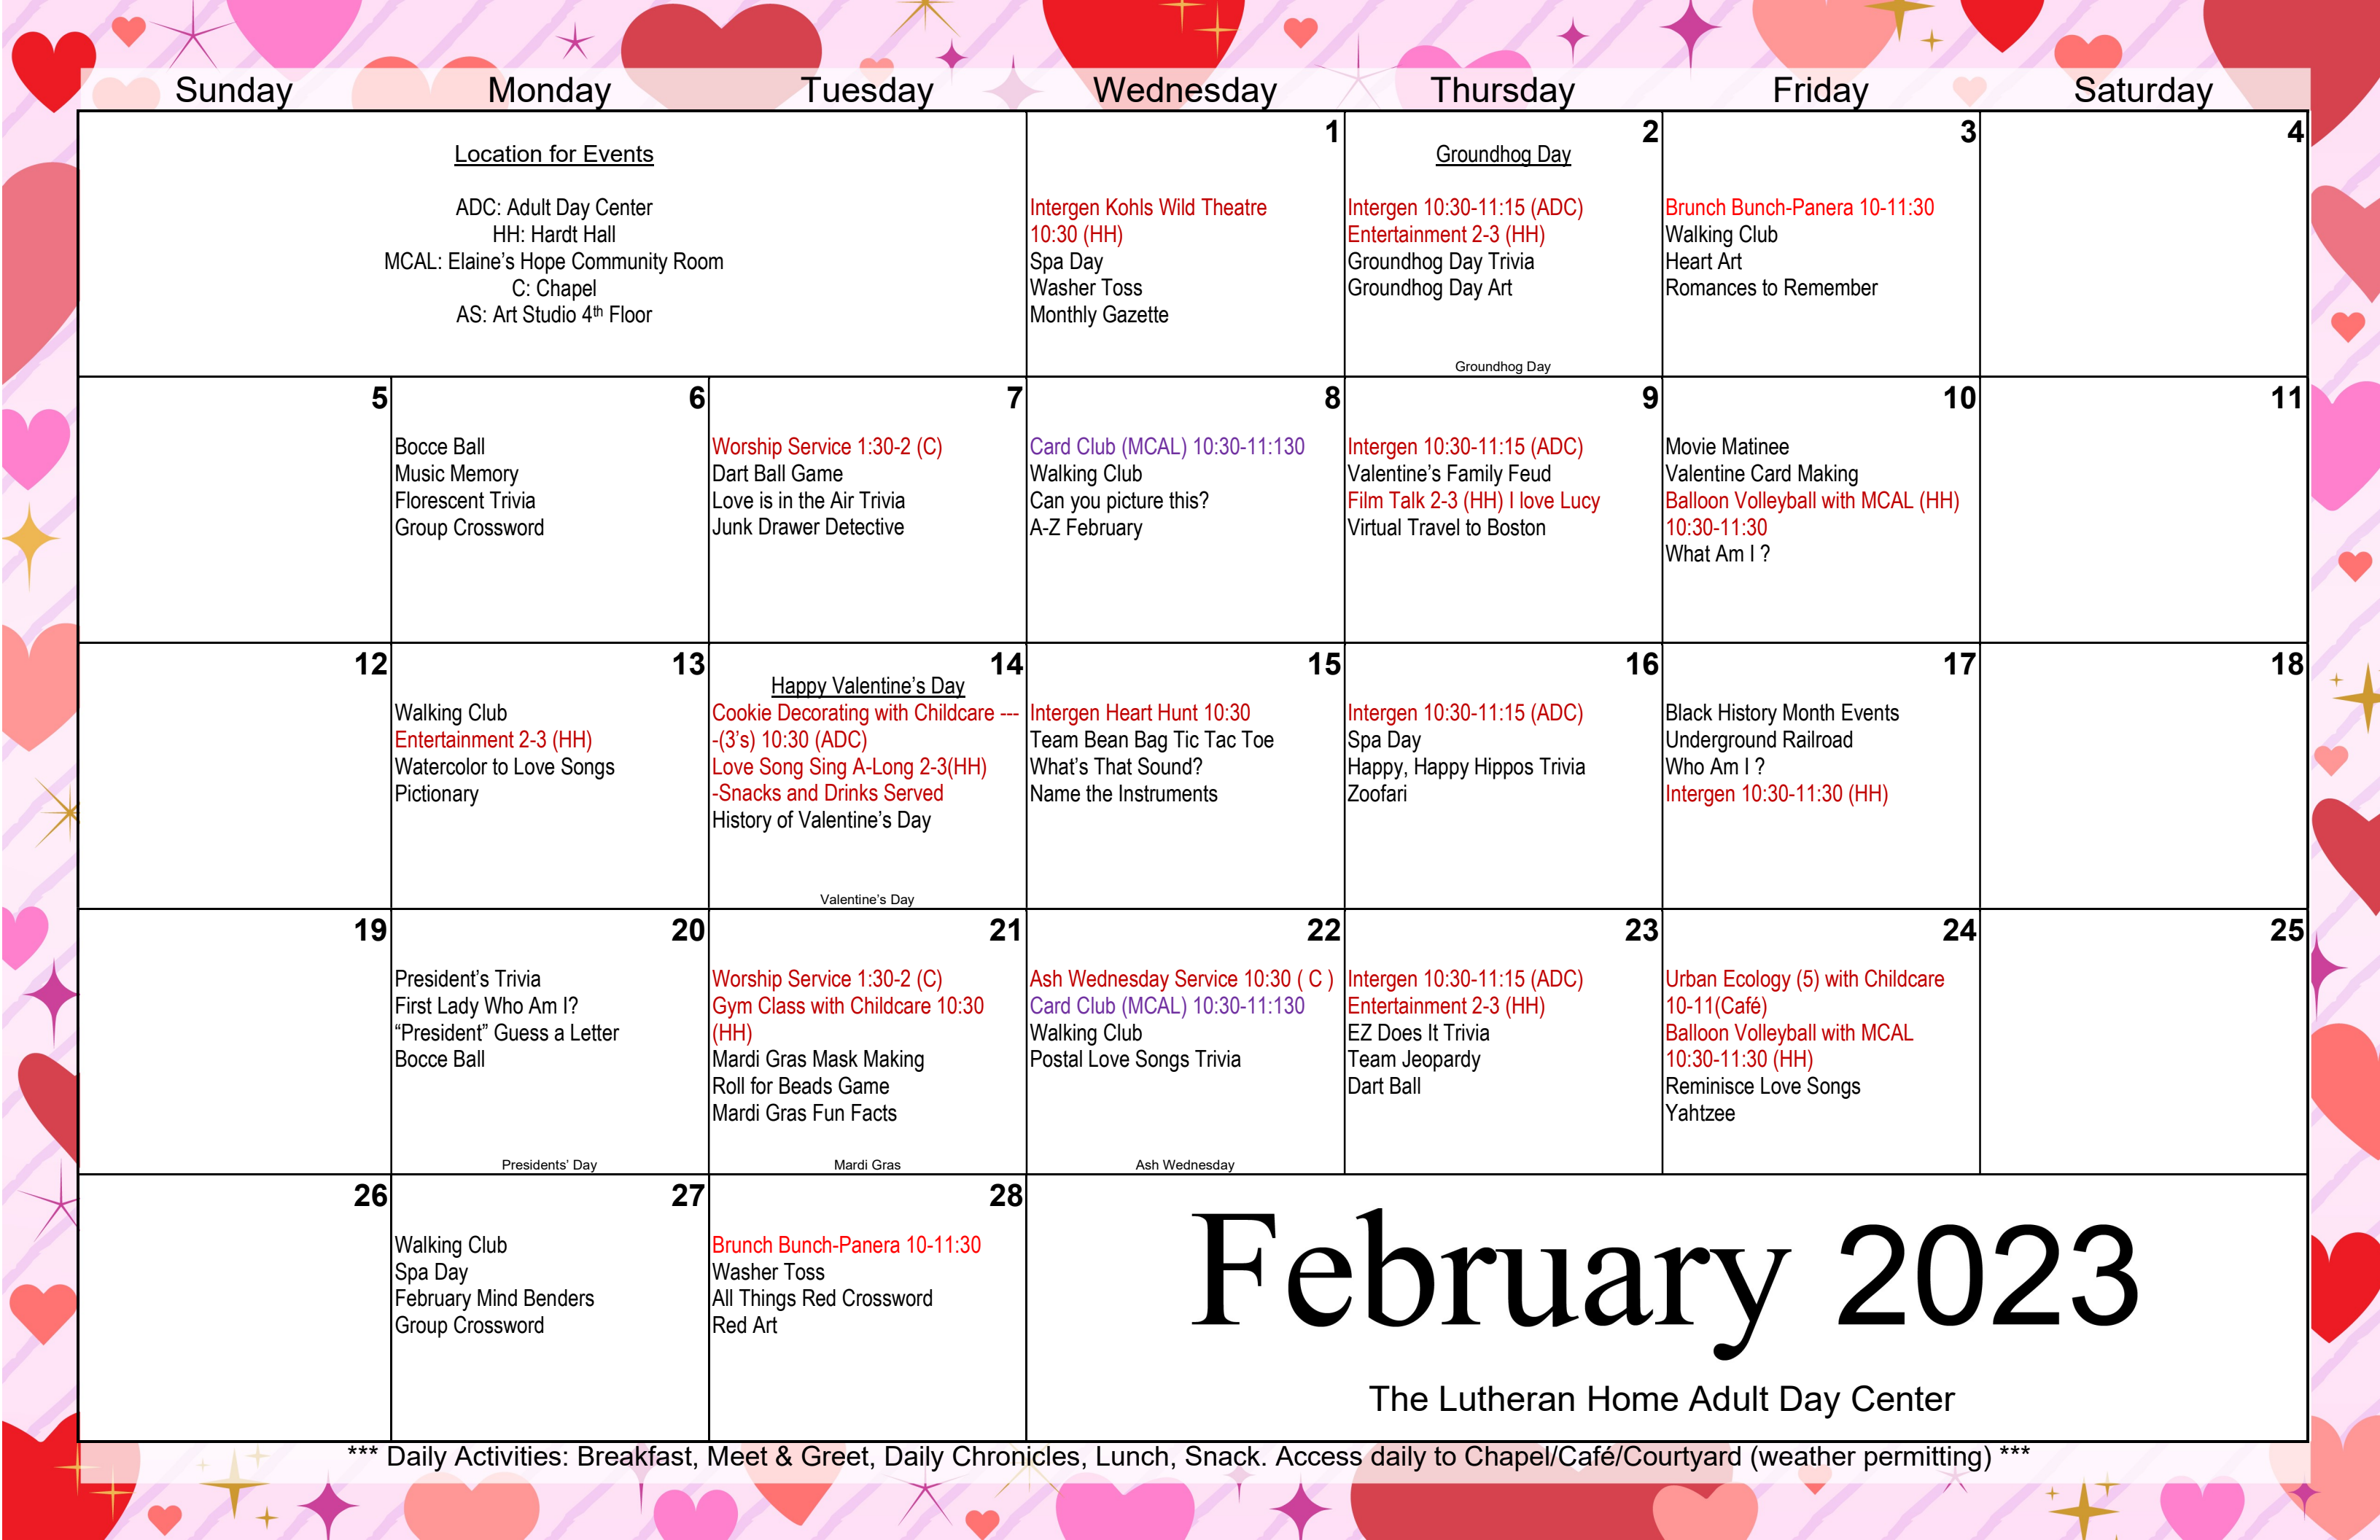 Sunday Monday Tuesday Wednesday Thursday Friday Saturday
Location for Events
ADC: Adult Day Center
HH: Hardt Hall
MCAL: Elaine’s Hope Community Room
C: Chapel
AS: Art Studio 4th Floor
1
Intergen Kohls Wild Theatre
10:30 (HH)
Spa Day
Washer Toss
Monthly Gazette
2
Groundhog Day
Intergen 10:30-11:15 (ADC)
Entertainment 2-3 (HH)
Groundhog Day Trivia
Groundhog Day Art
Groundhog Day
3
Brunch Bunch-Panera 10-11:30
Walking Club
Heart Art
Romances to Remember
4
5
6
Bocce Ball
Music Memory
Florescent Trivia
Group Crossword
7
Worship Service 1:30-2 (C)
Dart Ball Game
Love is in the Air Trivia
Junk Drawer Detective
8
Card Club (MCAL) 10:30-11:130
Walking Club
Can you picture this?
A-Z February
9
Intergen 10:30-11:15 (ADC)
Valentine’s Family Feud
Film Talk 2-3 (HH) I love Lucy
Virtual Travel to Boston
10
Movie Matinee
Valentine Card Making
Balloon Volleyball with MCAL (HH)
10:30-11:30
What Am I ?
11
12
13
Walking Club
Entertainment 2-3 (HH)
Watercolor to Love Songs
Pictionary
14
Happy Valentine’s Day
Cookie Decorating with Childcare ---
-(3’s) 10:30 (ADC)
Love Song Sing A-Long 2-3(HH)
-Snacks and Drinks Served
History of Valentine’s Day
Valentine’s Day
15
Intergen Heart Hunt 10:30
Team Bean Bag Tic Tac Toe
What’s That Sound?
Name the Instruments
16
Intergen 10:30-11:15 (ADC)
Spa Day
Happy, Happy Hippos Trivia
Zoofari
17
Black History Month Events
Underground Railroad
Who Am I ?
Intergen 10:30-11:30 (HH)
18
19
20
President’s Trivia
First Lady Who Am I?
“President” Guess a Letter
Bocce Ball
Presidents’ Day
21
Worship Service 1:30-2 (C)
Gym Class with Childcare 10:30
(HH)
Mardi Gras Mask Making
Roll for Beads Game
Mardi Gras Fun Facts
Mardi Gras
22
Ash Wednesday Service 10:30 ( C )
Card Club (MCAL) 10:30-11:130
Walking Club
Postal Love Songs Trivia
Ash Wednesday
23
Intergen 10:30-11:15 (ADC)
Entertainment 2-3 (HH)
EZ Does It Trivia
Team Jeopardy
Dart Ball
24
Urban Ecology (5) with Childcare
10-11(Café)
Balloon Volleyball with MCAL
10:30-11:30 (HH)
Reminisce Love Songs
Yahtzee
25
26
27
Walking Club
Spa Day
February Mind Benders
Group Crossword
28
Brunch Bunch-Panera 10-11:30
Washer Toss
All Things Red Crossword
Red Art
February 2023
The Lutheran Home Adult Day Center
*** Daily Activities: Breakfast, Meet & Greet, Daily Chronicles, Lunch, Snack. Access daily to Chapel/Café/Courtyard (weather permitting) ***